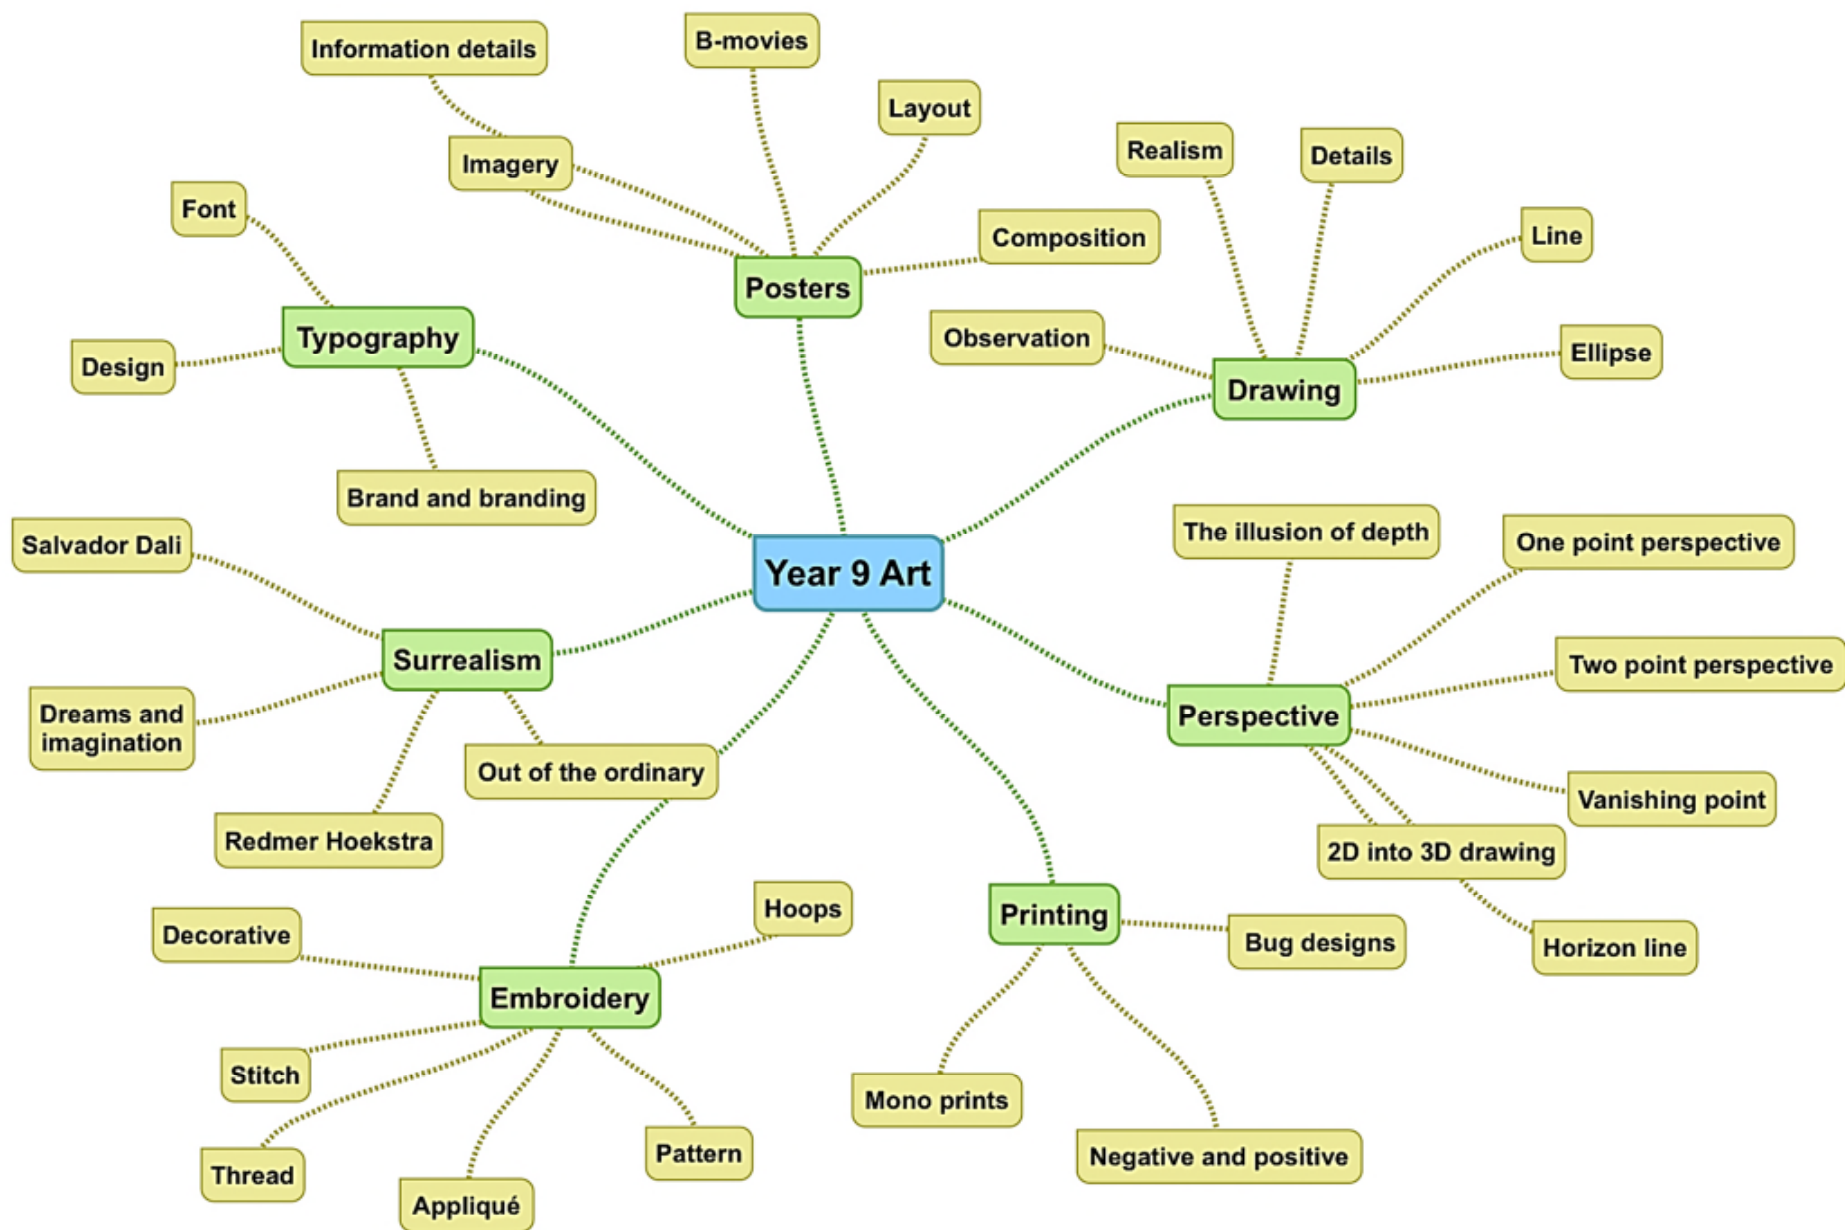 B-movies
Information details
Layout
Imagery
Realism
Details
Font
Line
Composition
Posters
Typography
Observation
Ellipse
Design
Drawing
Brand and branding
The illusion of depth
One point perspective
Salvador Dali
Year 9 Art
Surrealism
Two point perspective
Perspective
Dreams and
imagination
Out of the ordinary
Vanishing point
Redmer Hoekstra
2D into 3D drawing
Hoops
Printing
Decorative
Bug designs
Horizon line
Embroidery
Stitch
Mono prints
Pattern
Negative and positive
Thread
Appliqué